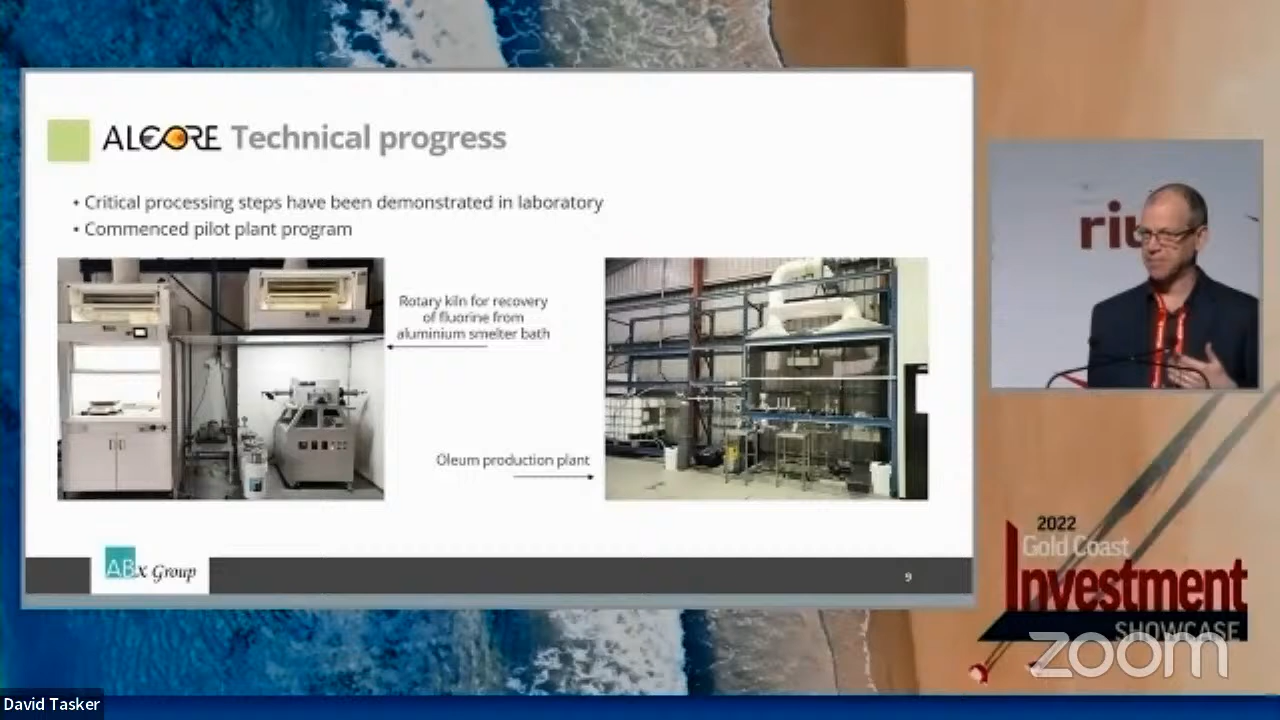 ALCORE Technical progress
• Critical processing steps have been demonstrated in laboratory
• Commenced pilot plant program
Rotary kiln for recovery
of fluorine from
aluminium smelter bath
Oleum production plant
ABx Group
9
2022
Gold Coast
Investment
SHOWCASE
zoom
David Tasker